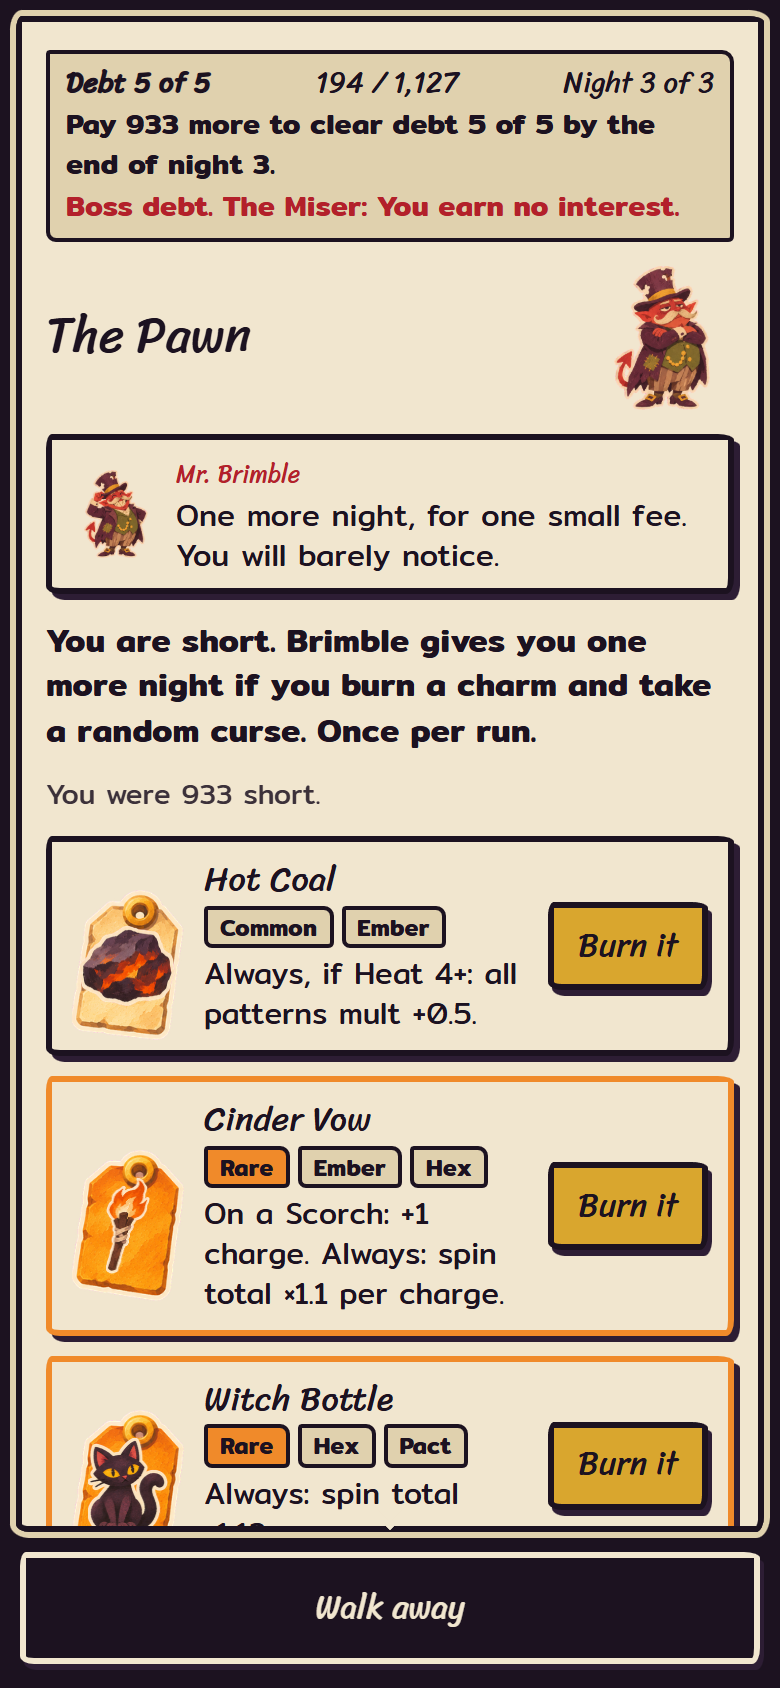 Debt 5 of 5 194 / 1,127 Night 3 of 3
Pay 933 more to clear debt 5 of 5 by the
end of night 3.
Boss debt. The Miser: You earn no interest.
The Pawn
Mr. Brimble
One more night, for one small fee.
You will barely notice.
You are short. Brimble gives you one
more night if you burn a charm and take
a random curse. Once per run.
You were 933 short.
Hot Coal
Common Ember
Always, if Heat 4+: all
patterns mult +0.5.
Burn it
Cinder Vow
Rare Ember Hex
On a Scorch: +1
charge. Always: spin
total ×1.1 per charge.
Burn it
Witch Bottle
Rare Hex Pact
Always: spin total
Burn it
Walk away